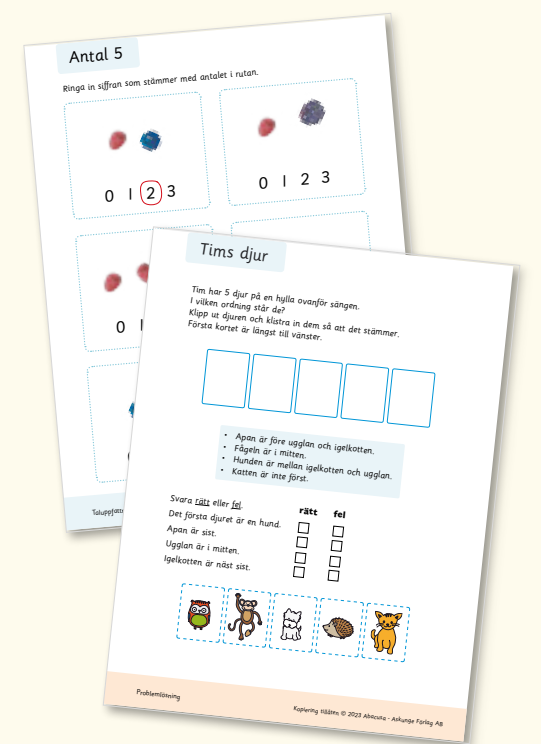 Antal 5
Ringa in siffran som stämmer med antalet i rutan.
0 1 2 3
0 1 2 3
0
Tims djur
Tim har 5 djur på en hylla ovanför sängen.
I vilken ordning står de?
Klipp ut djuren och klistra in dem så att det stämmer.
Första kortet är längst till vänster.
• Apan är före ugglan och igelkotten.
• Fågeln är i mitten.
• Hunden är mellan igelkotten och ugglan.
• Katten är inte först.
Svara rätt eller fel.
rätt fel
Det första djuret är en hund.
Apan är sist.
Ugglan är i mitten.
Igelkotten är näst sist.
Problemlösning
Kopiering tillåten © 2023 Abacuna - Askunge Förlag AB